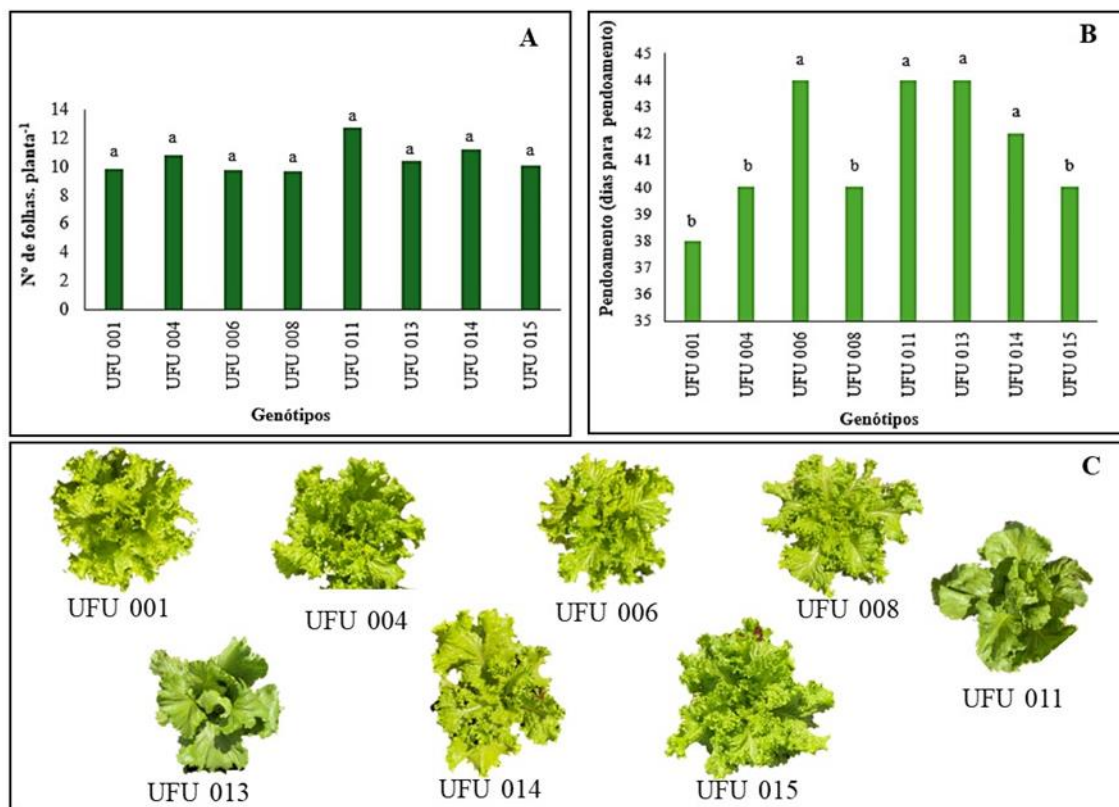 A
Nº de folhas. planta⁻¹
14
12
10
8
6
4
2
0
a a a a a a a a
UFU 001
UFU 004
UFU 006
UFU 008
UFU 011
UFU 013
UFU 014
UFU 015
Genótipos
B
Pendoamento (dias para pendoamento)
45
44
43
42
41
40
39
38
37
36
35
b b a b a a a b
UFU 001
UFU 004
UFU 006
UFU 008
UFU 011
UFU 013
UFU 014
UFU 015
Genótipos
C
UFU 001
UFU 004
UFU 006
UFU 008
UFU 011
UFU 013
UFU 014
UFU 015